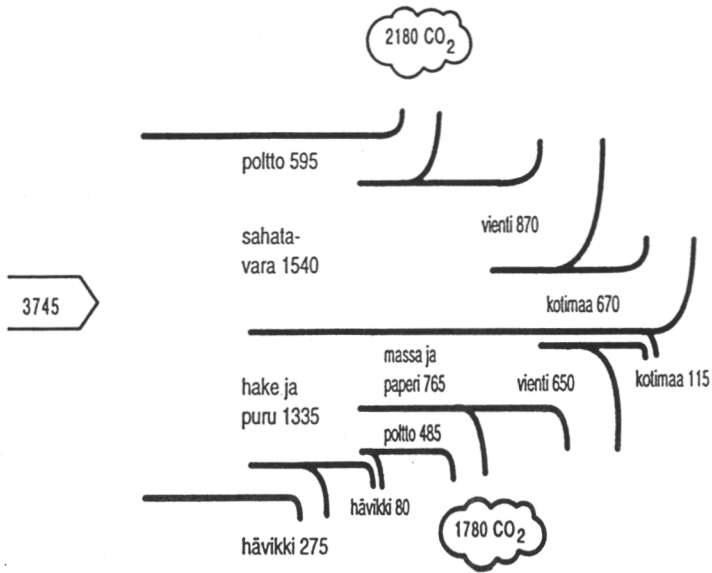 2180 CO2
poltto 595
sahata-
vara 1540
vienti 870
3745
kotimaa 670
massa ja
paperi 765
vienti 650
kotimaa 115
hake ja
puru 1335
poltto 485
hävikki 80
hävikki 275
1780 CO2